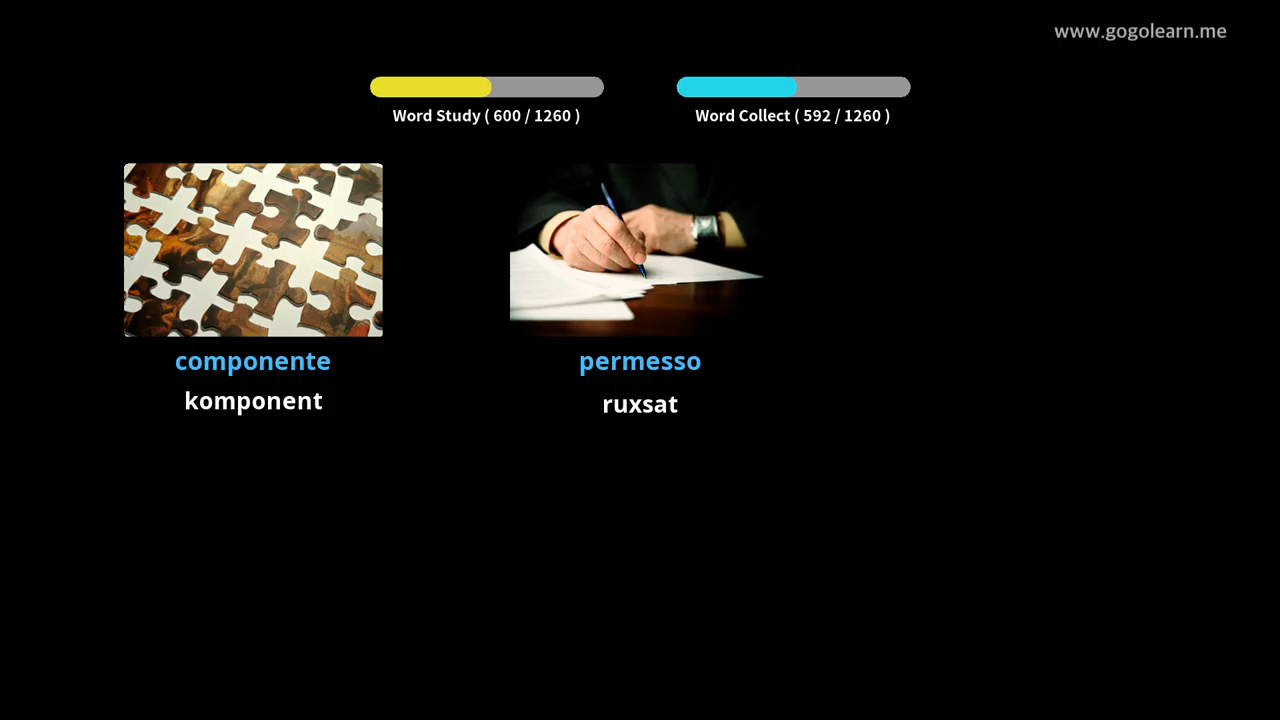 www.gogolearn.me
Word Study ( 600 / 1260 )
Word Collect ( 592 / 1260 )
componente
komponent
permesso
ruxsat